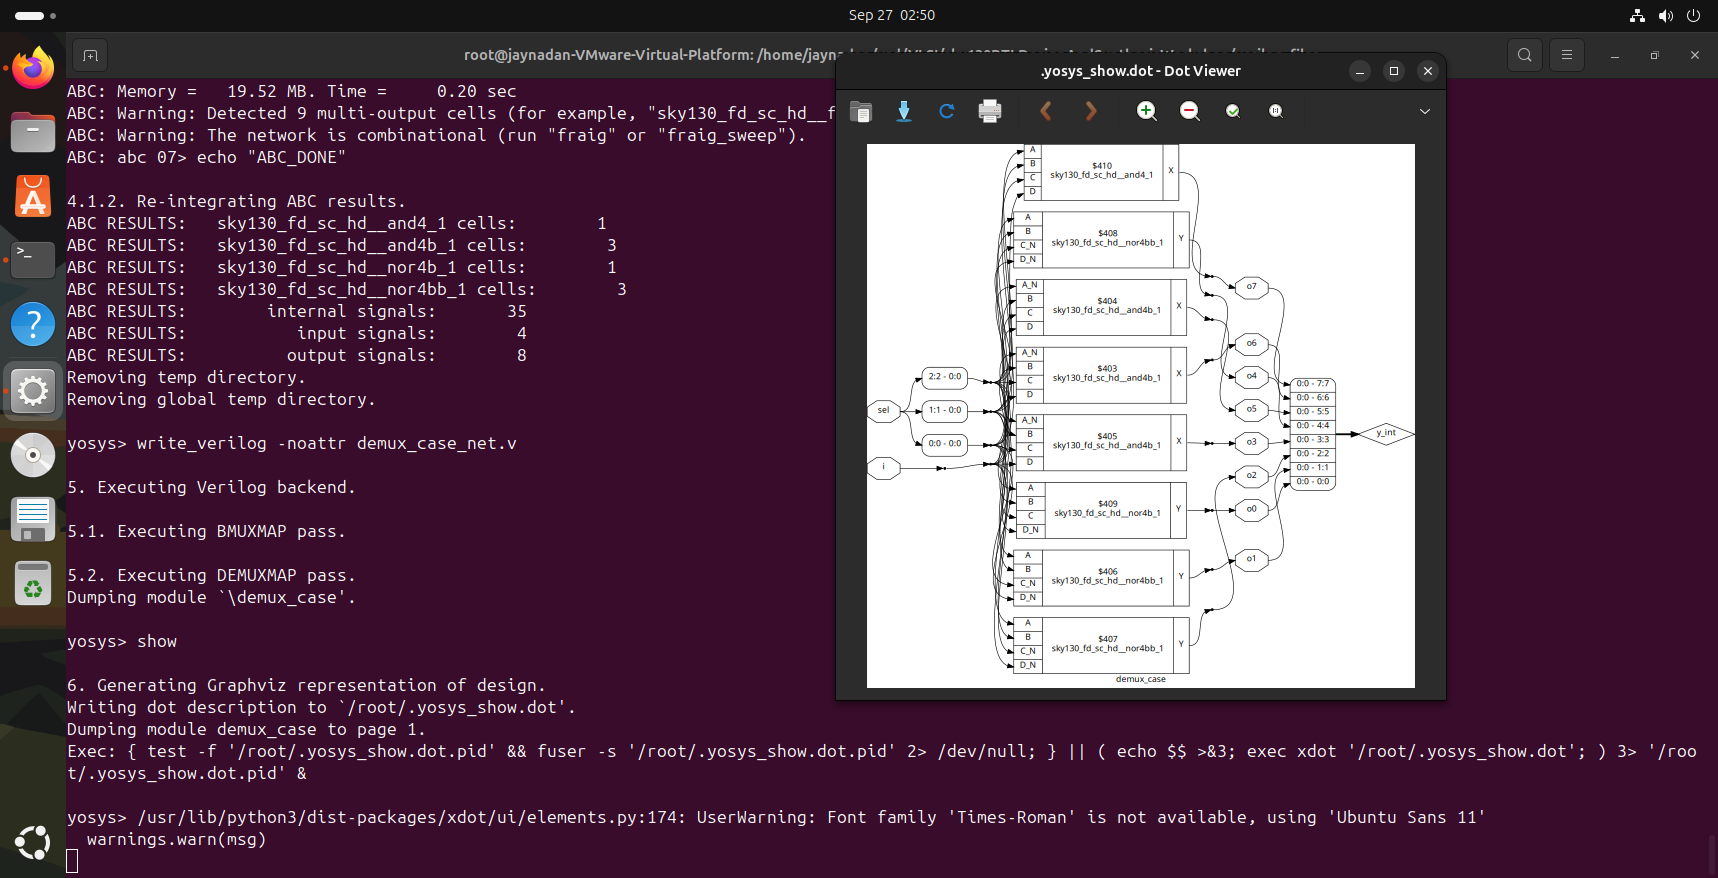 Sep 27 02:50
root@jaynadan-VMware-Virtual-Platform: /home/jayna
ABC: Memory = 19.52 MB. Time = 0.20 sec
ABC: Warning: Detected 9 multi-output cells (for example, "sky130_fd_sc_hd__f
ABC: Warning: The network is combinational (run "fraig" or "fraig_sweep").
ABC: abc 07> echo "ABC_DONE"
4.1.2. Re-integrating ABC results.
ABC RESULTS: sky130_fd_sc_hd__and4_1 cells: 1
ABC RESULTS: sky130_fd_sc_hd__and4b_1 cells: 3
ABC RESULTS: sky130_fd_sc_hd__nor4b_1 cells: 1
ABC RESULTS: sky130_fd_sc_hd__nor4bb_1 cells: 3
ABC RESULTS: internal signals: 35
ABC RESULTS: input signals: 4
ABC RESULTS: output signals: 8
Removing temp directory.
Removing global temp directory.
yosys> write_verilog -noattr demux_case_net.v
5. Executing Verilog backend.
5.1. Executing BMUXMAP pass.
5.2. Executing DEMUXMAP pass.
Dumping module `\demux_case'.
yosys> show
6. Generating Graphviz representation of design.
Writing dot description to `/root/.yosys_show.dot'.
Dumping module demux_case to page 1.
Exec: { test -f '/root/.yosys_show.dot.pid' && fuser -s '/root/.yosys_show.dot.pid' 2> /dev/null; } || ( echo $$ >&3; exec xdot '/root/.yosys_show.dot'; ) 3> '/roo
t/.yosys_show.dot.pid' &
yosys> /usr/lib/python3/dist-packages/xdot/ui/elements.py:174: UserWarning: Font family 'Times-Roman' is not available, using 'Ubuntu Sans 11'
warnings.warn(msg)
.yosys_show.dot - Dot Viewer
sel
i
2:2 - 0:0
1:1 - 0:0
0:0 - 0:0
A
B
C
D
$410
sky130_fd_sc_hd__and4_1
X
A
B
C_N
D_N
$408
sky130_fd_sc_hd__nor4bb_1
Y
A_N
B
C
D
$404
sky130_fd_sc_hd__and4b_1
X
A_N
B
C
D
$403
sky130_fd_sc_hd__and4b_1
X
A_N
B
C
D
$405
sky130_fd_sc_hd__and4b_1
X
A
B
C
D_N
$409
sky130_fd_sc_hd__nor4b_1
Y
A
B
C_N
D_N
$406
sky130_fd_sc_hd__nor4bb_1
Y
A
B
C_N
D_N
$407
sky130_fd_sc_hd__nor4bb_1
Y
o7
o6
o4
o5
o3
o2
o0
o1
0:0 - 7:7
0:0 - 6:6
0:0 - 5:5
0:0 - 4:4
0:0 - 3:3
0:0 - 2:2
0:0 - 1:1
0:0 - 0:0
y_int
demux_case